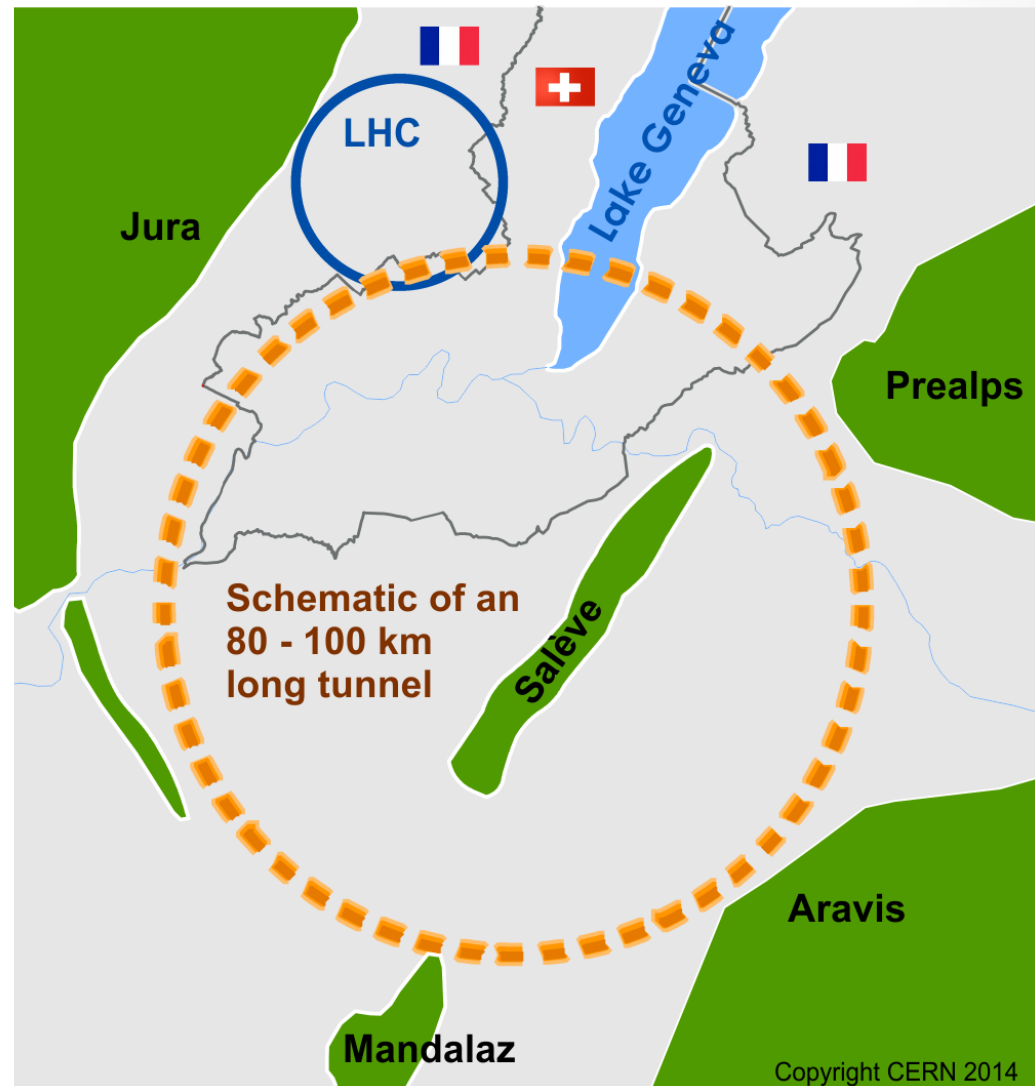 LHC
Lake Geneva
Jura
Prealps
Schematic of an
80 - 100 km
long tunnel
Salève
Aravis
Mandalaz
Copyright CERN 2014